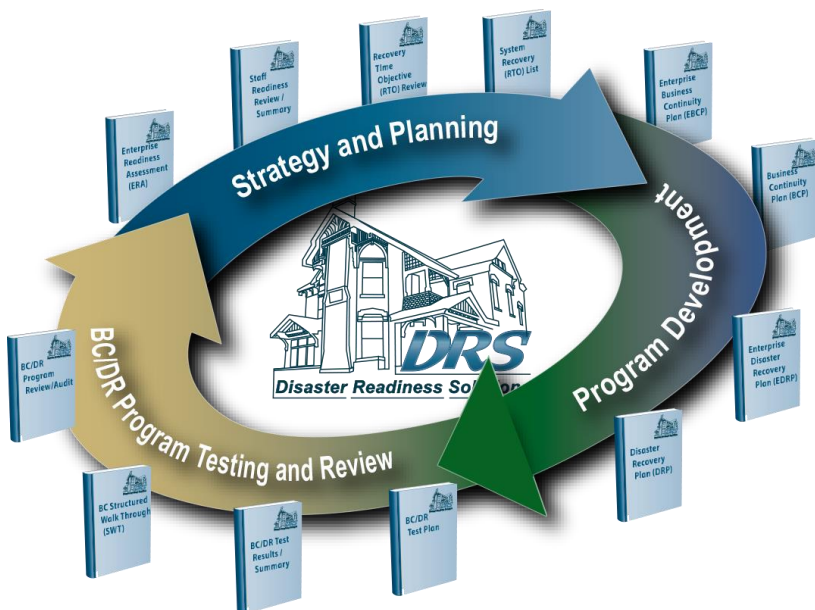 Staff
Readiness
Review /
Summary
Recovery
Time
Objective
(RTO) Review
System
Recovery
(RTO) List
Enterprise
Business
Continuity
Plan (EBCP)
Enterprise
Readiness
Assessment
(ERA)
Strategy and Planning
Business
Continuity
Plan (BCP)
Program Development
DRS
Disaster Readiness Solution
BC/DR
Program
Review/Audit
BC/DR Program Testing and Review
Enterprise
Disaster
Recovery
Plan (EDRP)
Disaster
Recovery
Plan (DRP)
BC Structured
Walk Through
(SWT)
BC/DR Test
Results /
Summary
BC/DR
Test Plan